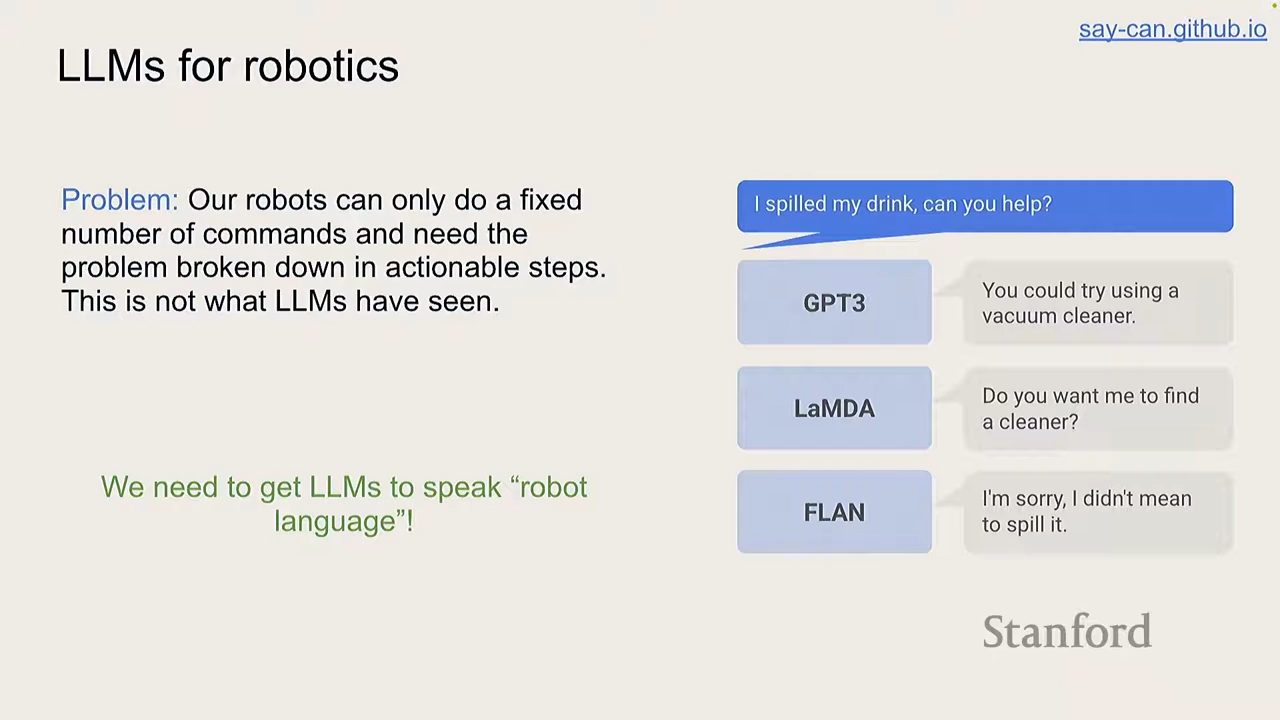 say-can.github.io
LLMs for robotics
Problem: Our robots can only do a fixed
number of commands and need the
problem broken down in actionable steps.
This is not what LLMs have seen.
We need to get LLMs to speak “robot
language”!
I spilled my drink, can you help?
GPT3
You could try using a
vacuum cleaner.
LaMDA
Do you want me to find
a cleaner?
FLAN
I'm sorry, I didn't mean
to spill it.
Stanford